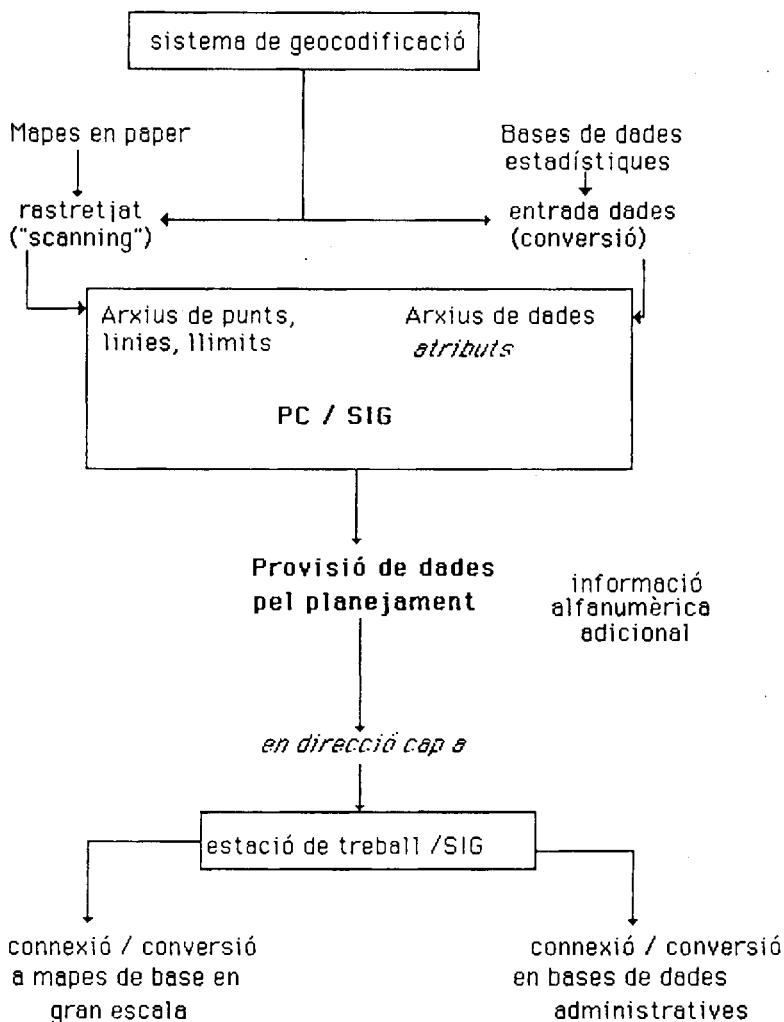 sistema de geocodificació
Mapes en paper
Bases de dades
estadístiques
rastretjat
("scanning")
entrada dades
(conversió)
Arxius de punts,
linies, llimits
Arxius de dades
atributs
PC / SIG
Provisió de dades
pel planejament
informació
alfanumèrica
adicional
en direcció cap a
estació de treball /SIG
connexió / conversió
a mapes de base en
gran escala
connexió / conversió
en bases de dades
administratives